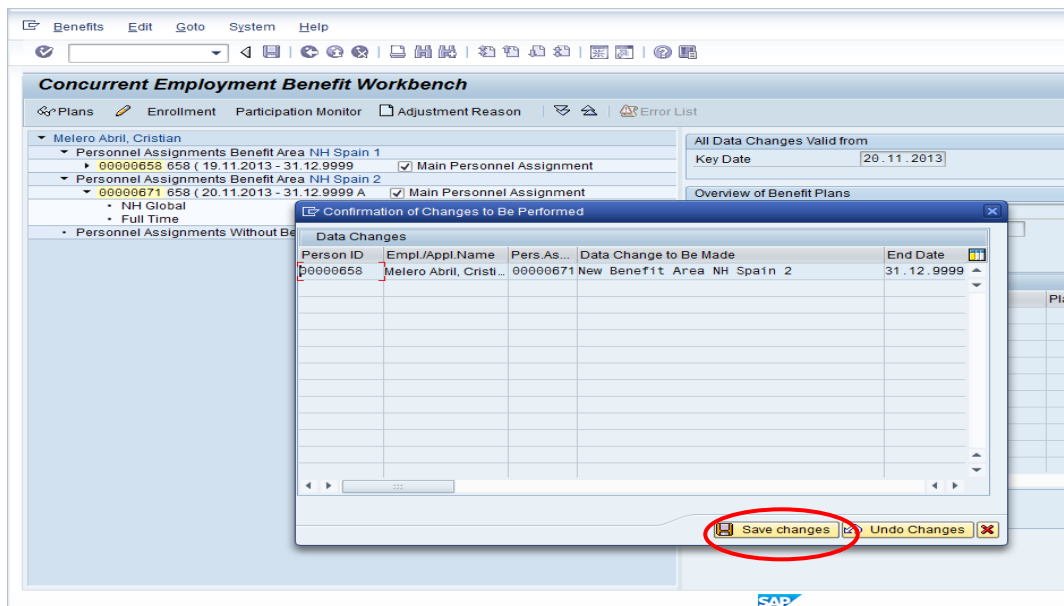 Benefits Edit Goto System Help
Concurrent Employment Benefit Workbench
Plans Enrollment Participation Monitor Adjustment Reason Error List
Melero Abril, Cristian
Personnel Assignments Benefit Area NH Spain 1
00000658 658 ( 19.11.2013 - 31.12.9999 Main Personnel Assignment
Personnel Assignments Benefit Area NH Spain 2
00000671 658 ( 20.11.2013 - 31.12.9999 A Main Personnel Assignment
NH Global
Full Time
Personnel Assignments Without Be
All Data Changes Valid from
Key Date 20.11.2013
Overview of Benefit Plans
Pla
Confirmation of Changes to Be Performed
Data Changes
Person ID Empl./Appl.Name Pers.As... Data Change to Be Made End Date
00000658 Melero Abril, Cristi... 00000671 New Benefit Area NH Spain 2 31.12.9999
Save changes Undo Changes
SAP